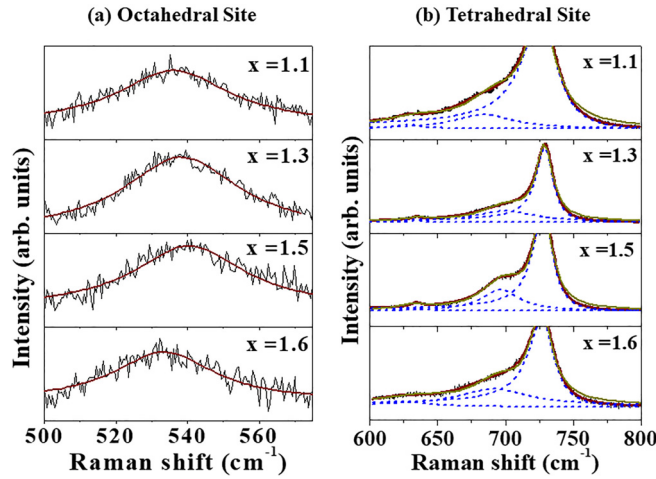 (a) Octahedral Site
(b) Tetrahedral Site
Intensity (arb. units)
x = 1.1
x = 1.3
x = 1.5
x = 1.6
500 520 540 560
Raman shift (cm⁻¹)
Intensity (arb. units)
x =1.1
x =1.3
x =1.5
x =1.6
600 650 700 750 800
Raman shift (cm⁻¹)